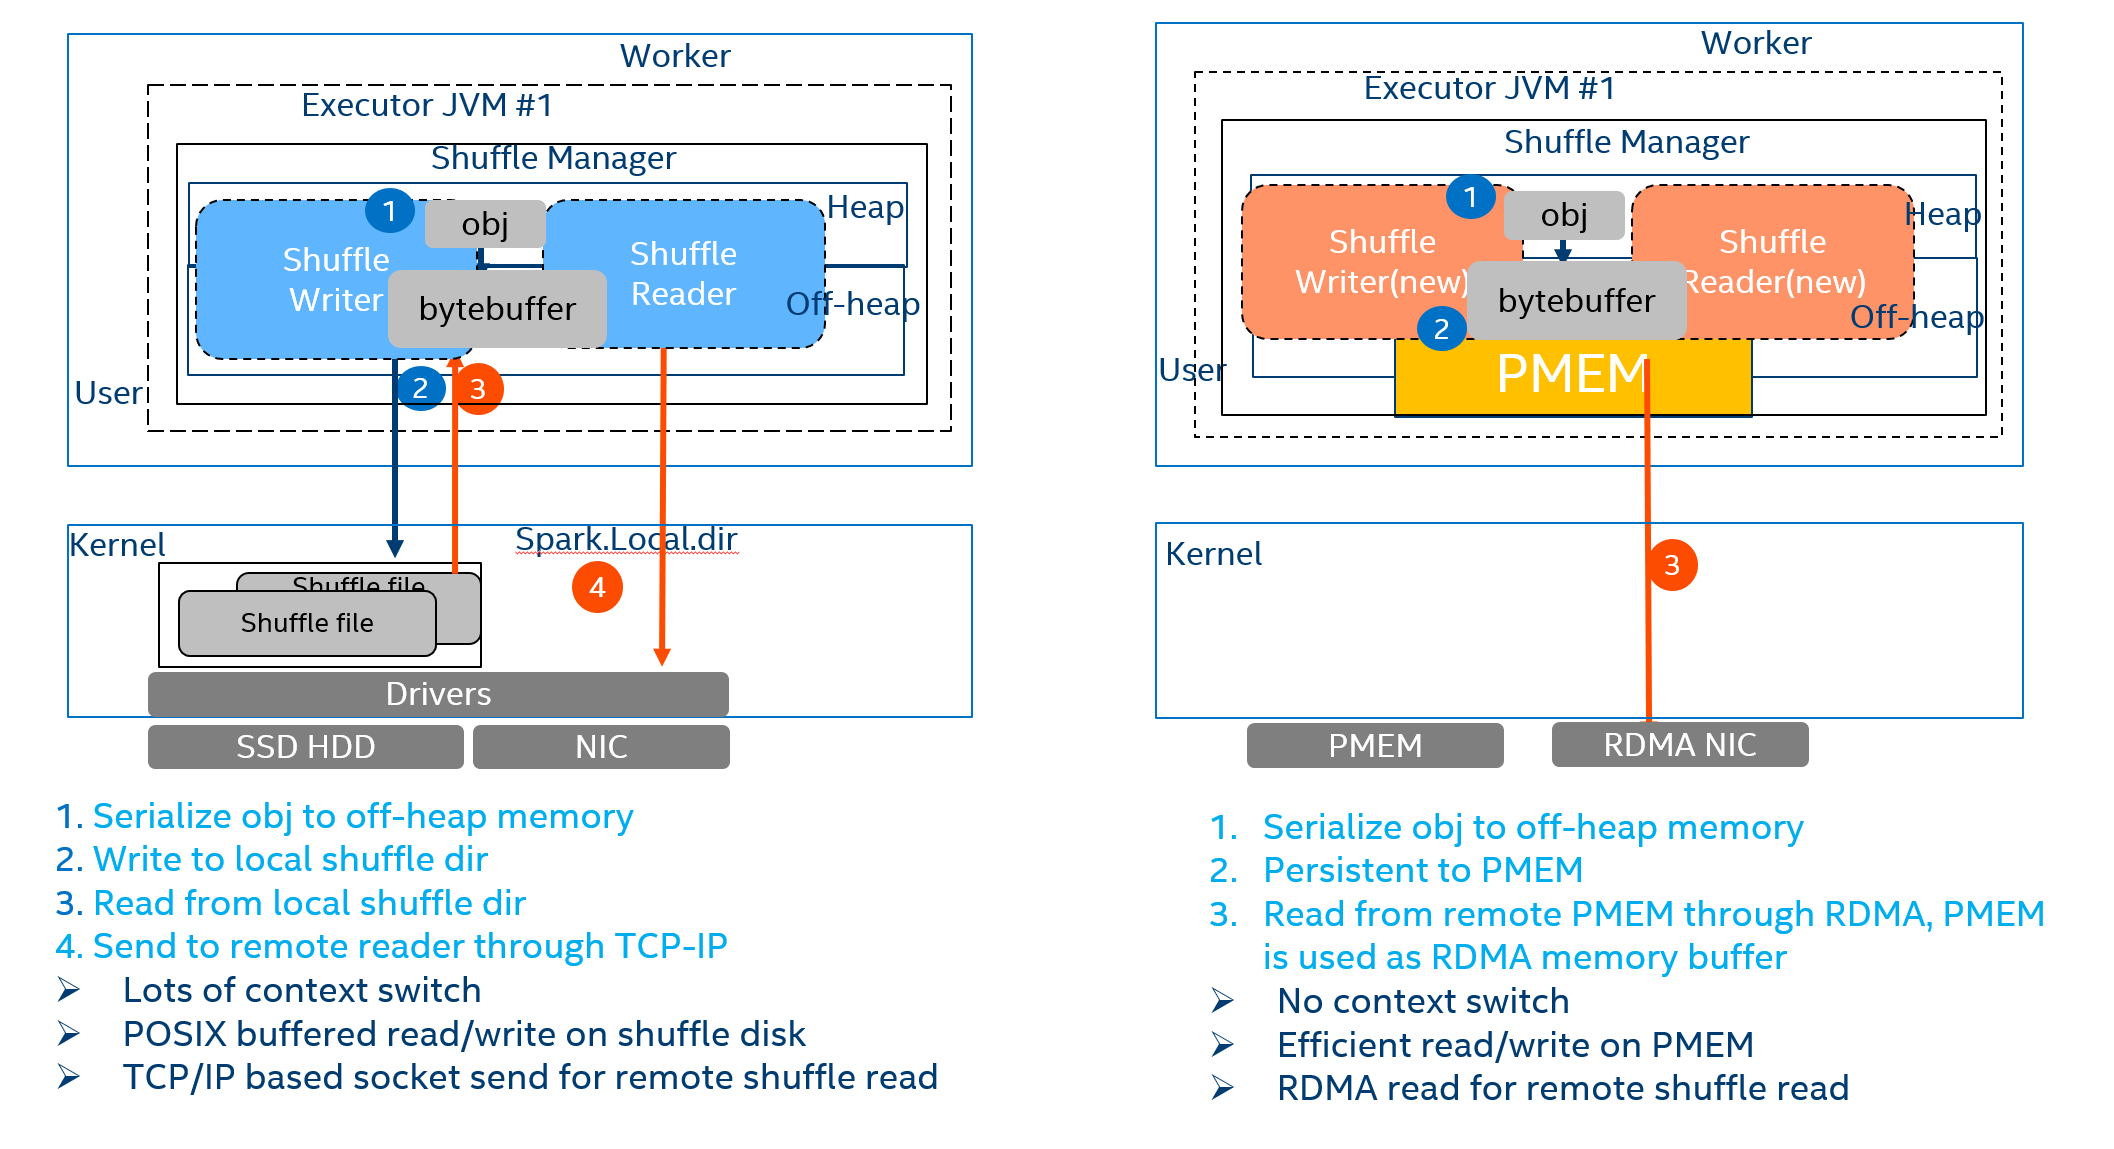 Worker
Executor JVM #1
Shuffle Manager
1
obj
Heap
Shuffle
Writer
Shuffle
Reader
bytebuffer
Off-heap
User
2
3
Kernel
Spark.Local.dir
4
Shuffle file
Shuffle file
Drivers
SSD HDD
NIC
1. Serialize obj to off-heap memory
2. Write to local shuffle dir
3. Read from local shuffle dir
4. Send to remote reader through TCP-IP
➢ Lots of context switch
➢ POSIX buffered read/write on shuffle disk
➢ TCP/IP based socket send for remote shuffle read
Worker
Executor JVM #1
Shuffle Manager
1
obj
Heap
Shuffle
Writer(new)
Shuffle
Reader(new)
bytebuffer
Off-heap
2
User
PMEM
Kernel
3
PMEM
RDMA NIC
1. Serialize obj to off-heap memory
2. Persistent to PMEM
3. Read from remote PMEM through RDMA, PMEM
is used as RDMA memory buffer
➢ No context switch
➢ Efficient read/write on PMEM
➢ RDMA read for remote shuffle read